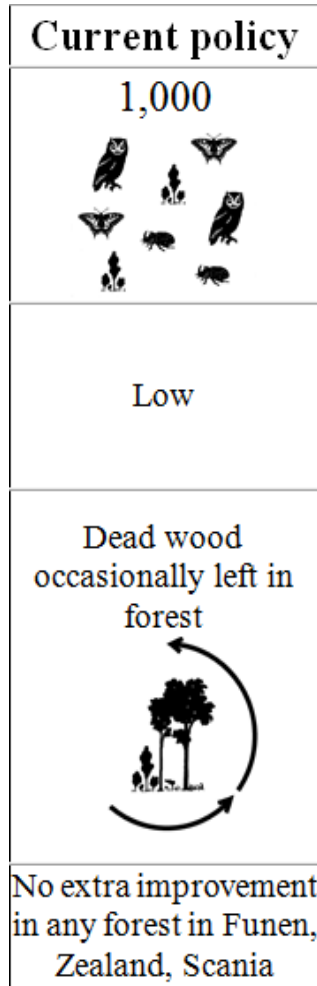 Current policy
1,000
Low
Dead wood
occasionally left in
forest
No extra improvement
in any forest in Funen,
Zealand, Scania